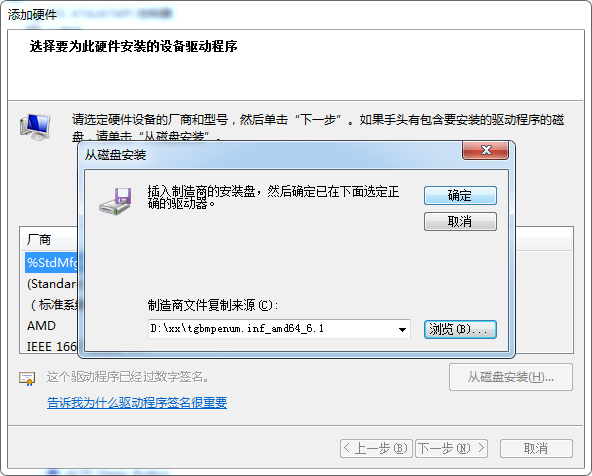 添加硬件
选择要为此硬件安装的设备驱动程序
请选定硬件设备的厂商和型号，然后单击“下一步”。如果手头有包含要安装的驱动程序的磁
盘，请单击“从磁盘安装”。
从磁盘安装
插入制造商的安装盘，然后确定已在下面选定正
确的驱动器。
确定
取消
厂商
%StdMfg
(Standar
（标准系统
AMD
IEEE 166
制造商文件复制来源(C):
D:\xx\tgbmpenum.inf_amd64_6.1
浏览(B)...
这个驱动程序已经过数字签名。
从磁盘安装(H)...
告诉我为什么驱动程序签名很重要
< 上一步(B)
下一步(N) >
取消